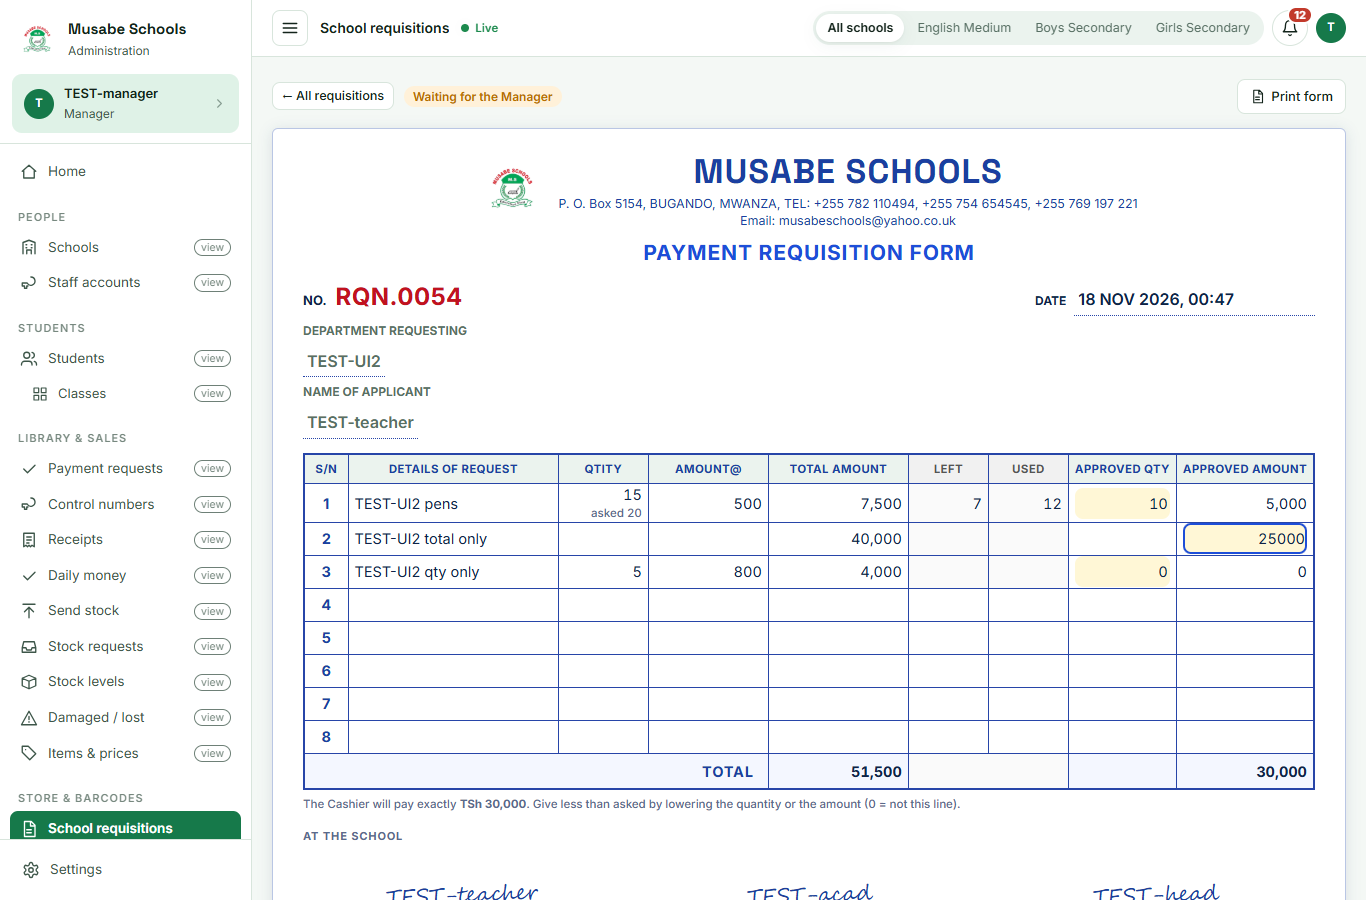 Musabe Schools
Administration
T
TEST-manager
Manager
Home
PEOPLE
Schools view
Staff accounts view
STUDENTS
Students view
Classes view
LIBRARY & SALES
Payment requests view
Control numbers view
Receipts view
Daily money view
Send stock view
Stock requests view
Stock levels view
Damaged / lost view
Items & prices view
STORE & BARCODES
School requisitions
Settings
School requisitions Live
All schools English Medium Boys Secondary Girls Secondary 12 T
← All requisitions Waiting for the Manager Print form
MUSABE SCHOOLS
P. O. Box 5154, BUGANDO, MWANZA, TEL: +255 782 110494, +255 754 654545, +255 769 197 221
Email: musabeschools@yahoo.co.uk
PAYMENT REQUISITION FORM
NO. RQN.0054 DATE 18 NOV 2026, 00:47
DEPARTMENT REQUESTING
TEST-UI2
NAME OF APPLICANT
TEST-teacher
S/N DETAILS OF REQUEST QTITY AMOUNT@ TOTAL AMOUNT LEFT USED APPROVED QTY APPROVED AMOUNT
1 TEST-UI2 pens 15 500 7,500 7 12 10 5,000
asked 20
2 TEST-UI2 total only 40,000 25000
3 TEST-UI2 qty only 5 800 4,000 0 0
4
5
6
7
8
TOTAL 51,500 30,000
The Cashier will pay exactly TSh 30,000. Give less than asked by lowering the quantity or the amount (0 = not this line).
AT THE SCHOOL
TEST-teacher TEST-acad TEST-head